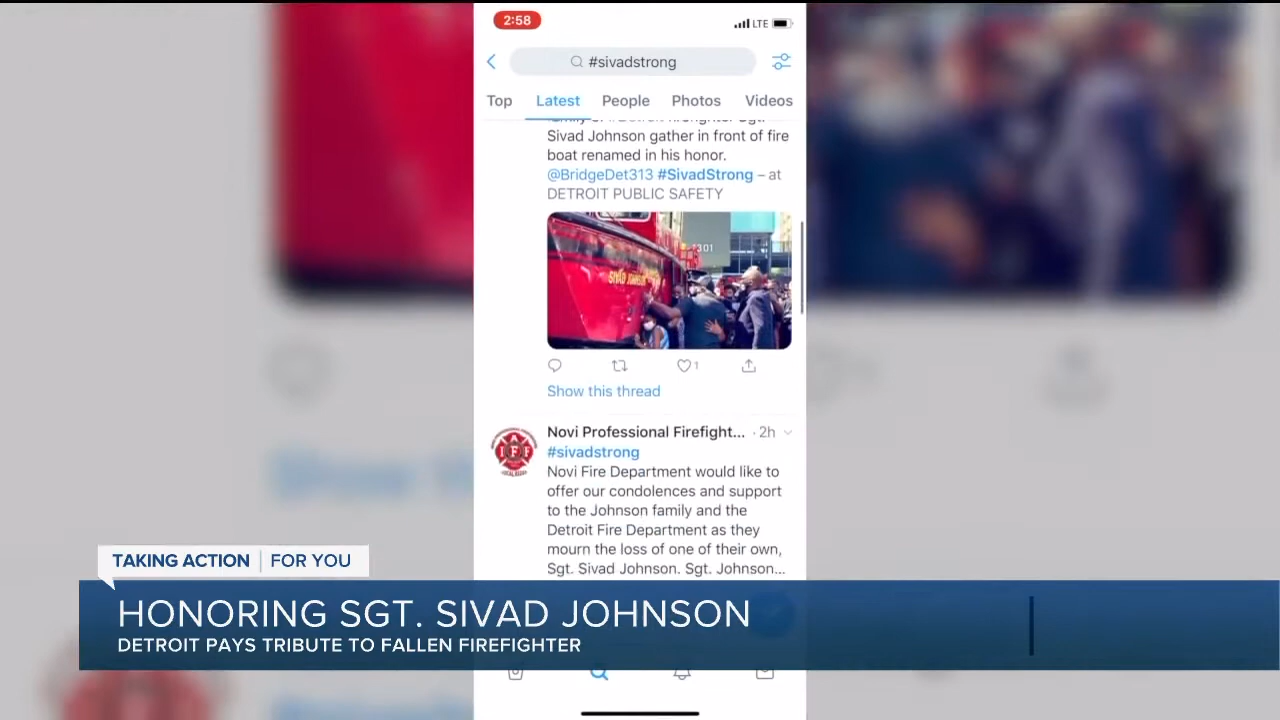 2:58
LTE
#sivadstrong
Top Latest People Photos Videos
Sivad Johnson gather in front of fire
boat renamed in his honor.
@BridgeDet313 #SivadStrong – at
DETROIT PUBLIC SAFETY
301
SIVAD JOHNSON
1
Show this thread
Novi Professional Firefight... · 2h
IAFF
#sivadstrong
Novi Fire Department would like to
offer our condolences and support
to the Johnson family and the
Detroit Fire Department as they
mourn the loss of one of their own,
Sgt. Sivad Johnson. Sgt. Johnson...
TAKING ACTION | FOR YOU
HONORING SGT. SIVAD JOHNSON
DETROIT PAYS TRIBUTE TO FALLEN FIREFIGHTER